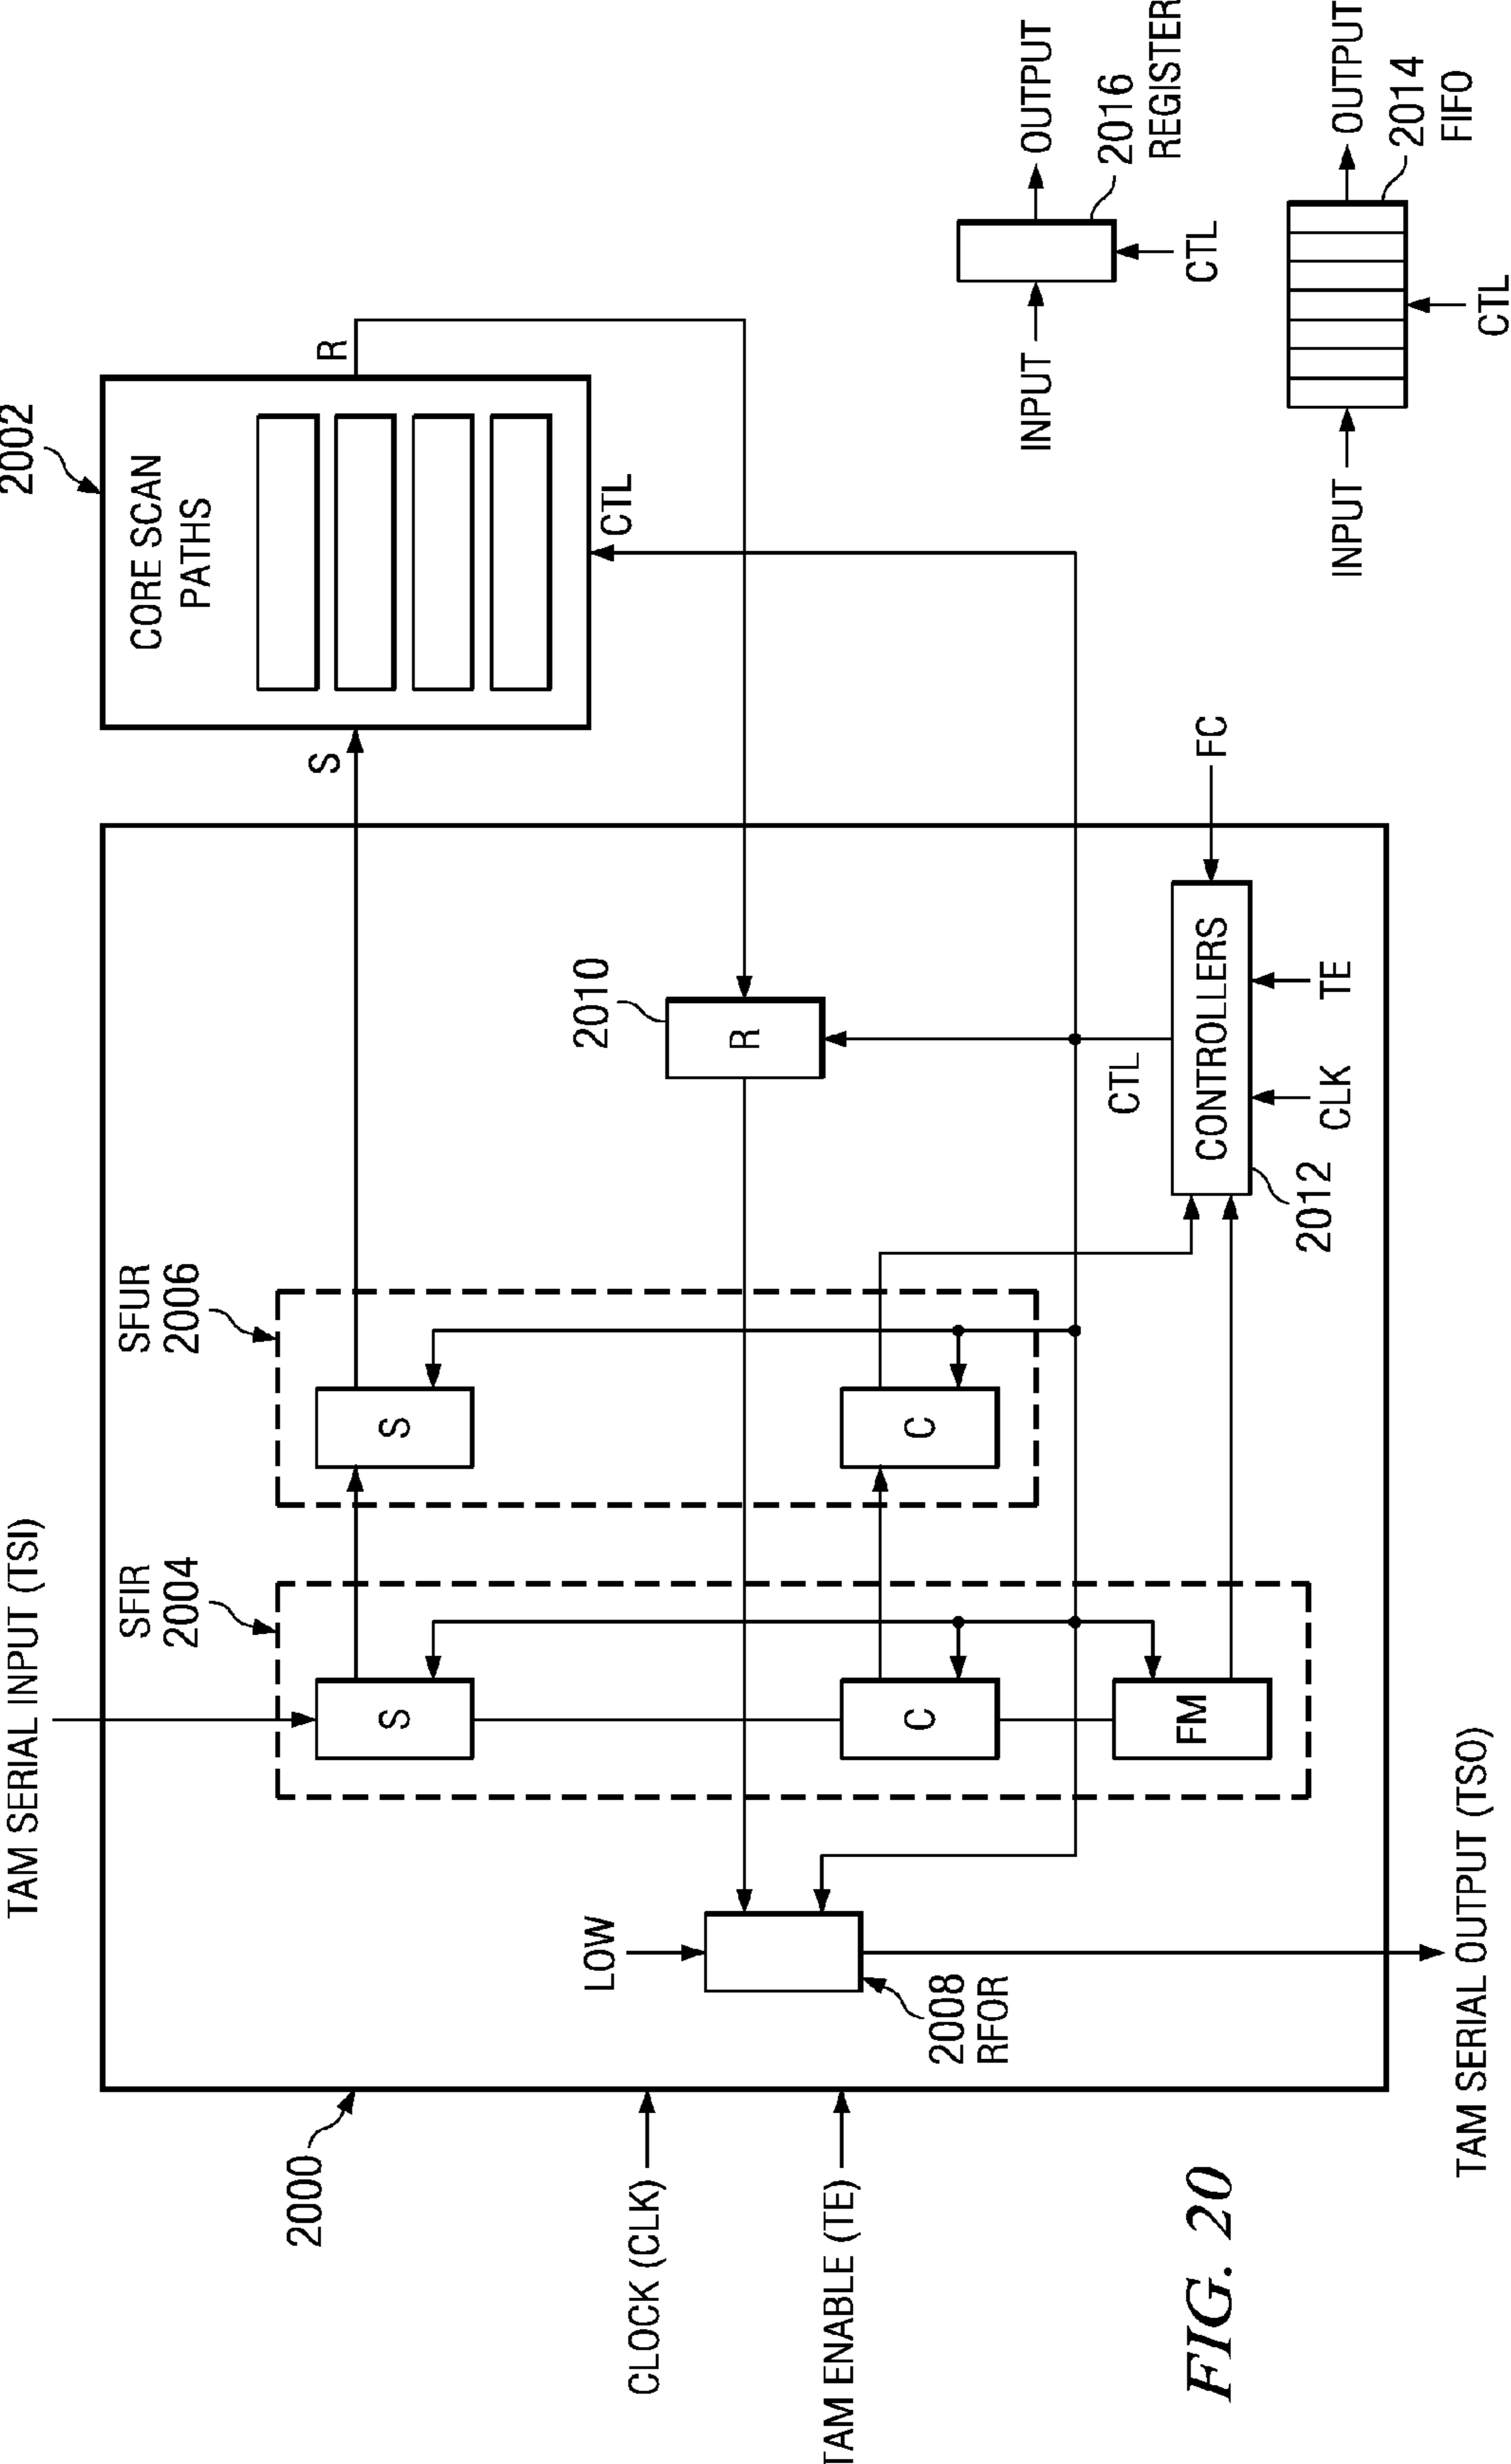 TAM SERIAL INPUT (TSI)
2000
CLOCK (CLK)
TAM ENABLE (TE)
SFIR
2004
SFUR
2006
S
S
S
2002
CORE SCAN
PATHS
R
CTL
LOW
2008
RFOR
2010
R
C
C
CTL
FM
CONTROLLERS
2012
CLK
TE
FC
TAM SERIAL OUTPUT (TSO)
INPUT
OUTPUT
2016
REGISTER
CTL
INPUT
OUTPUT
2014
FIFO
CTL
FIG. 20